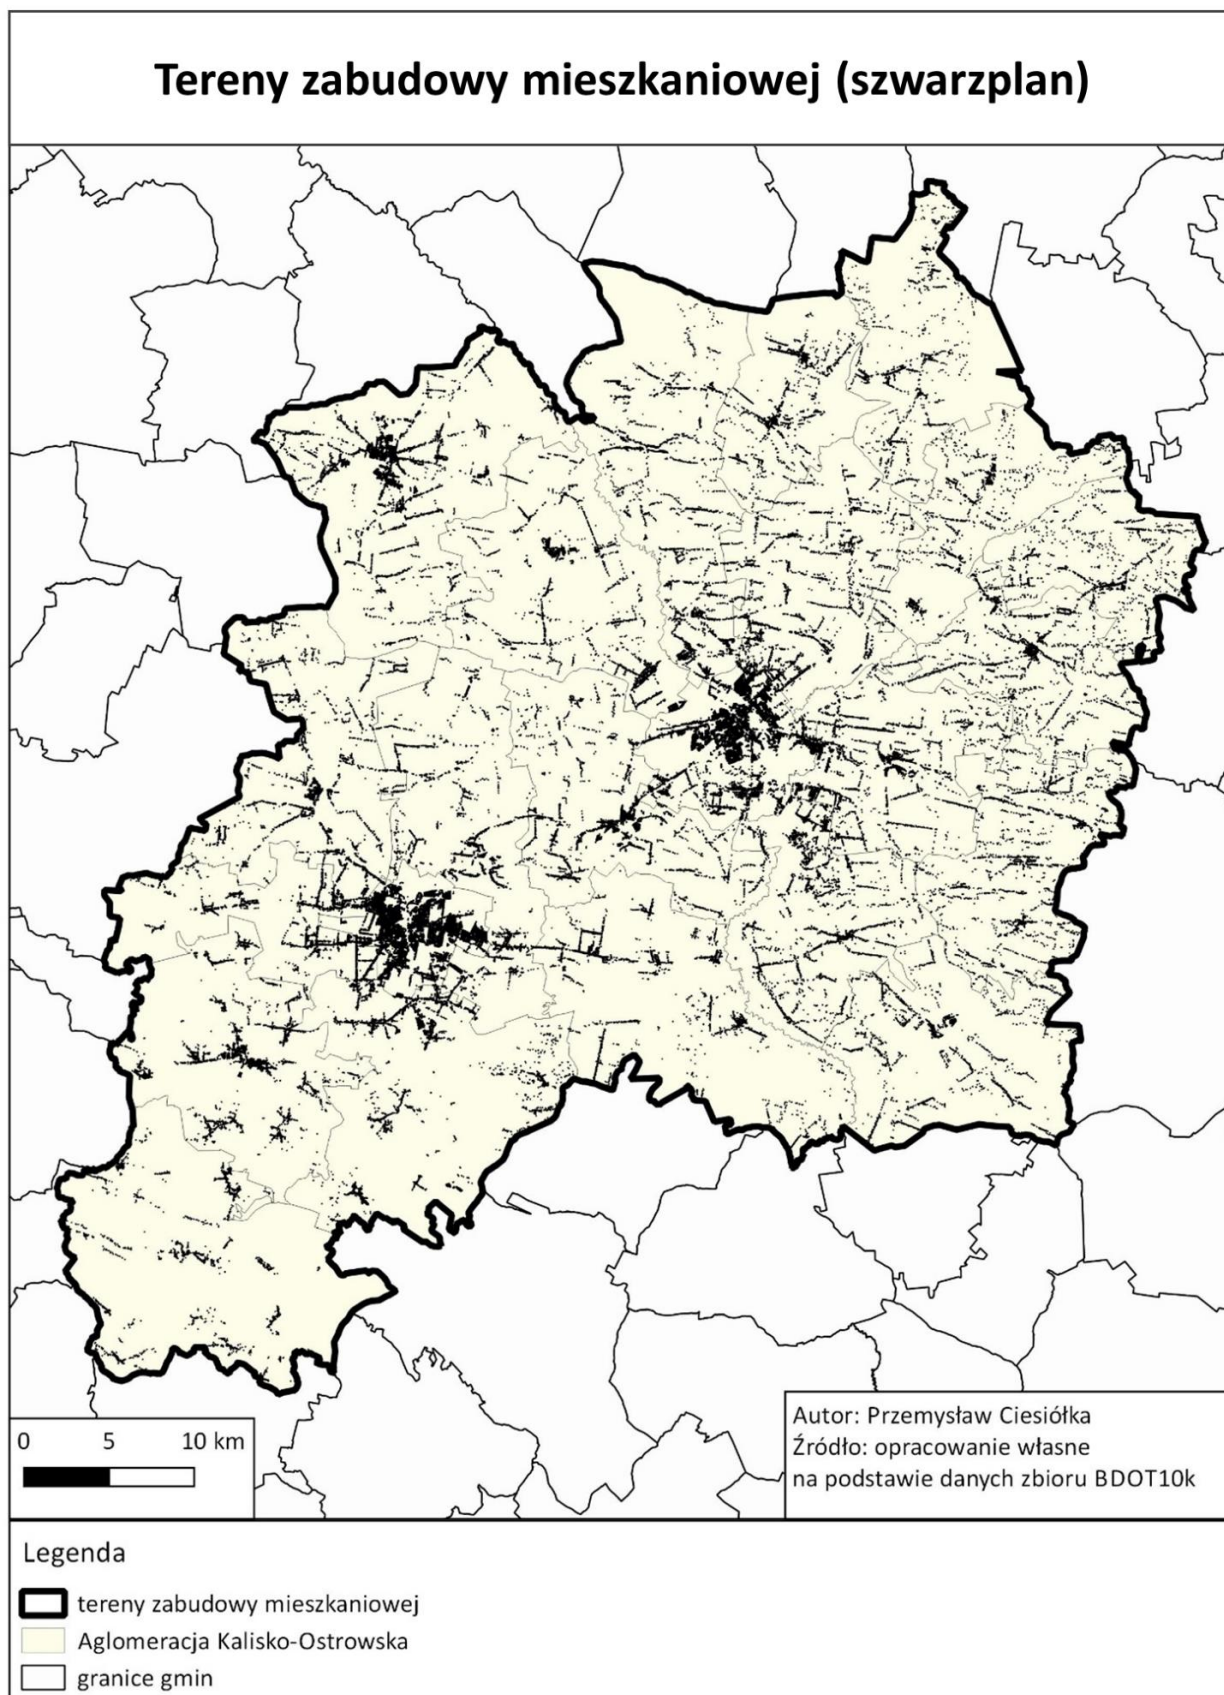 Tereny zabudowy mieszkaniowej (szwarzplan)
0 5 10 km
Autor: Przemysław Ciesiółka
Źródło: opracowanie własne
na podstawie danych zbioru BDOT10k
Legenda
tereny zabudowy mieszkaniowej
Aglomeracja Kalisko-Ostrowska
granice gmin